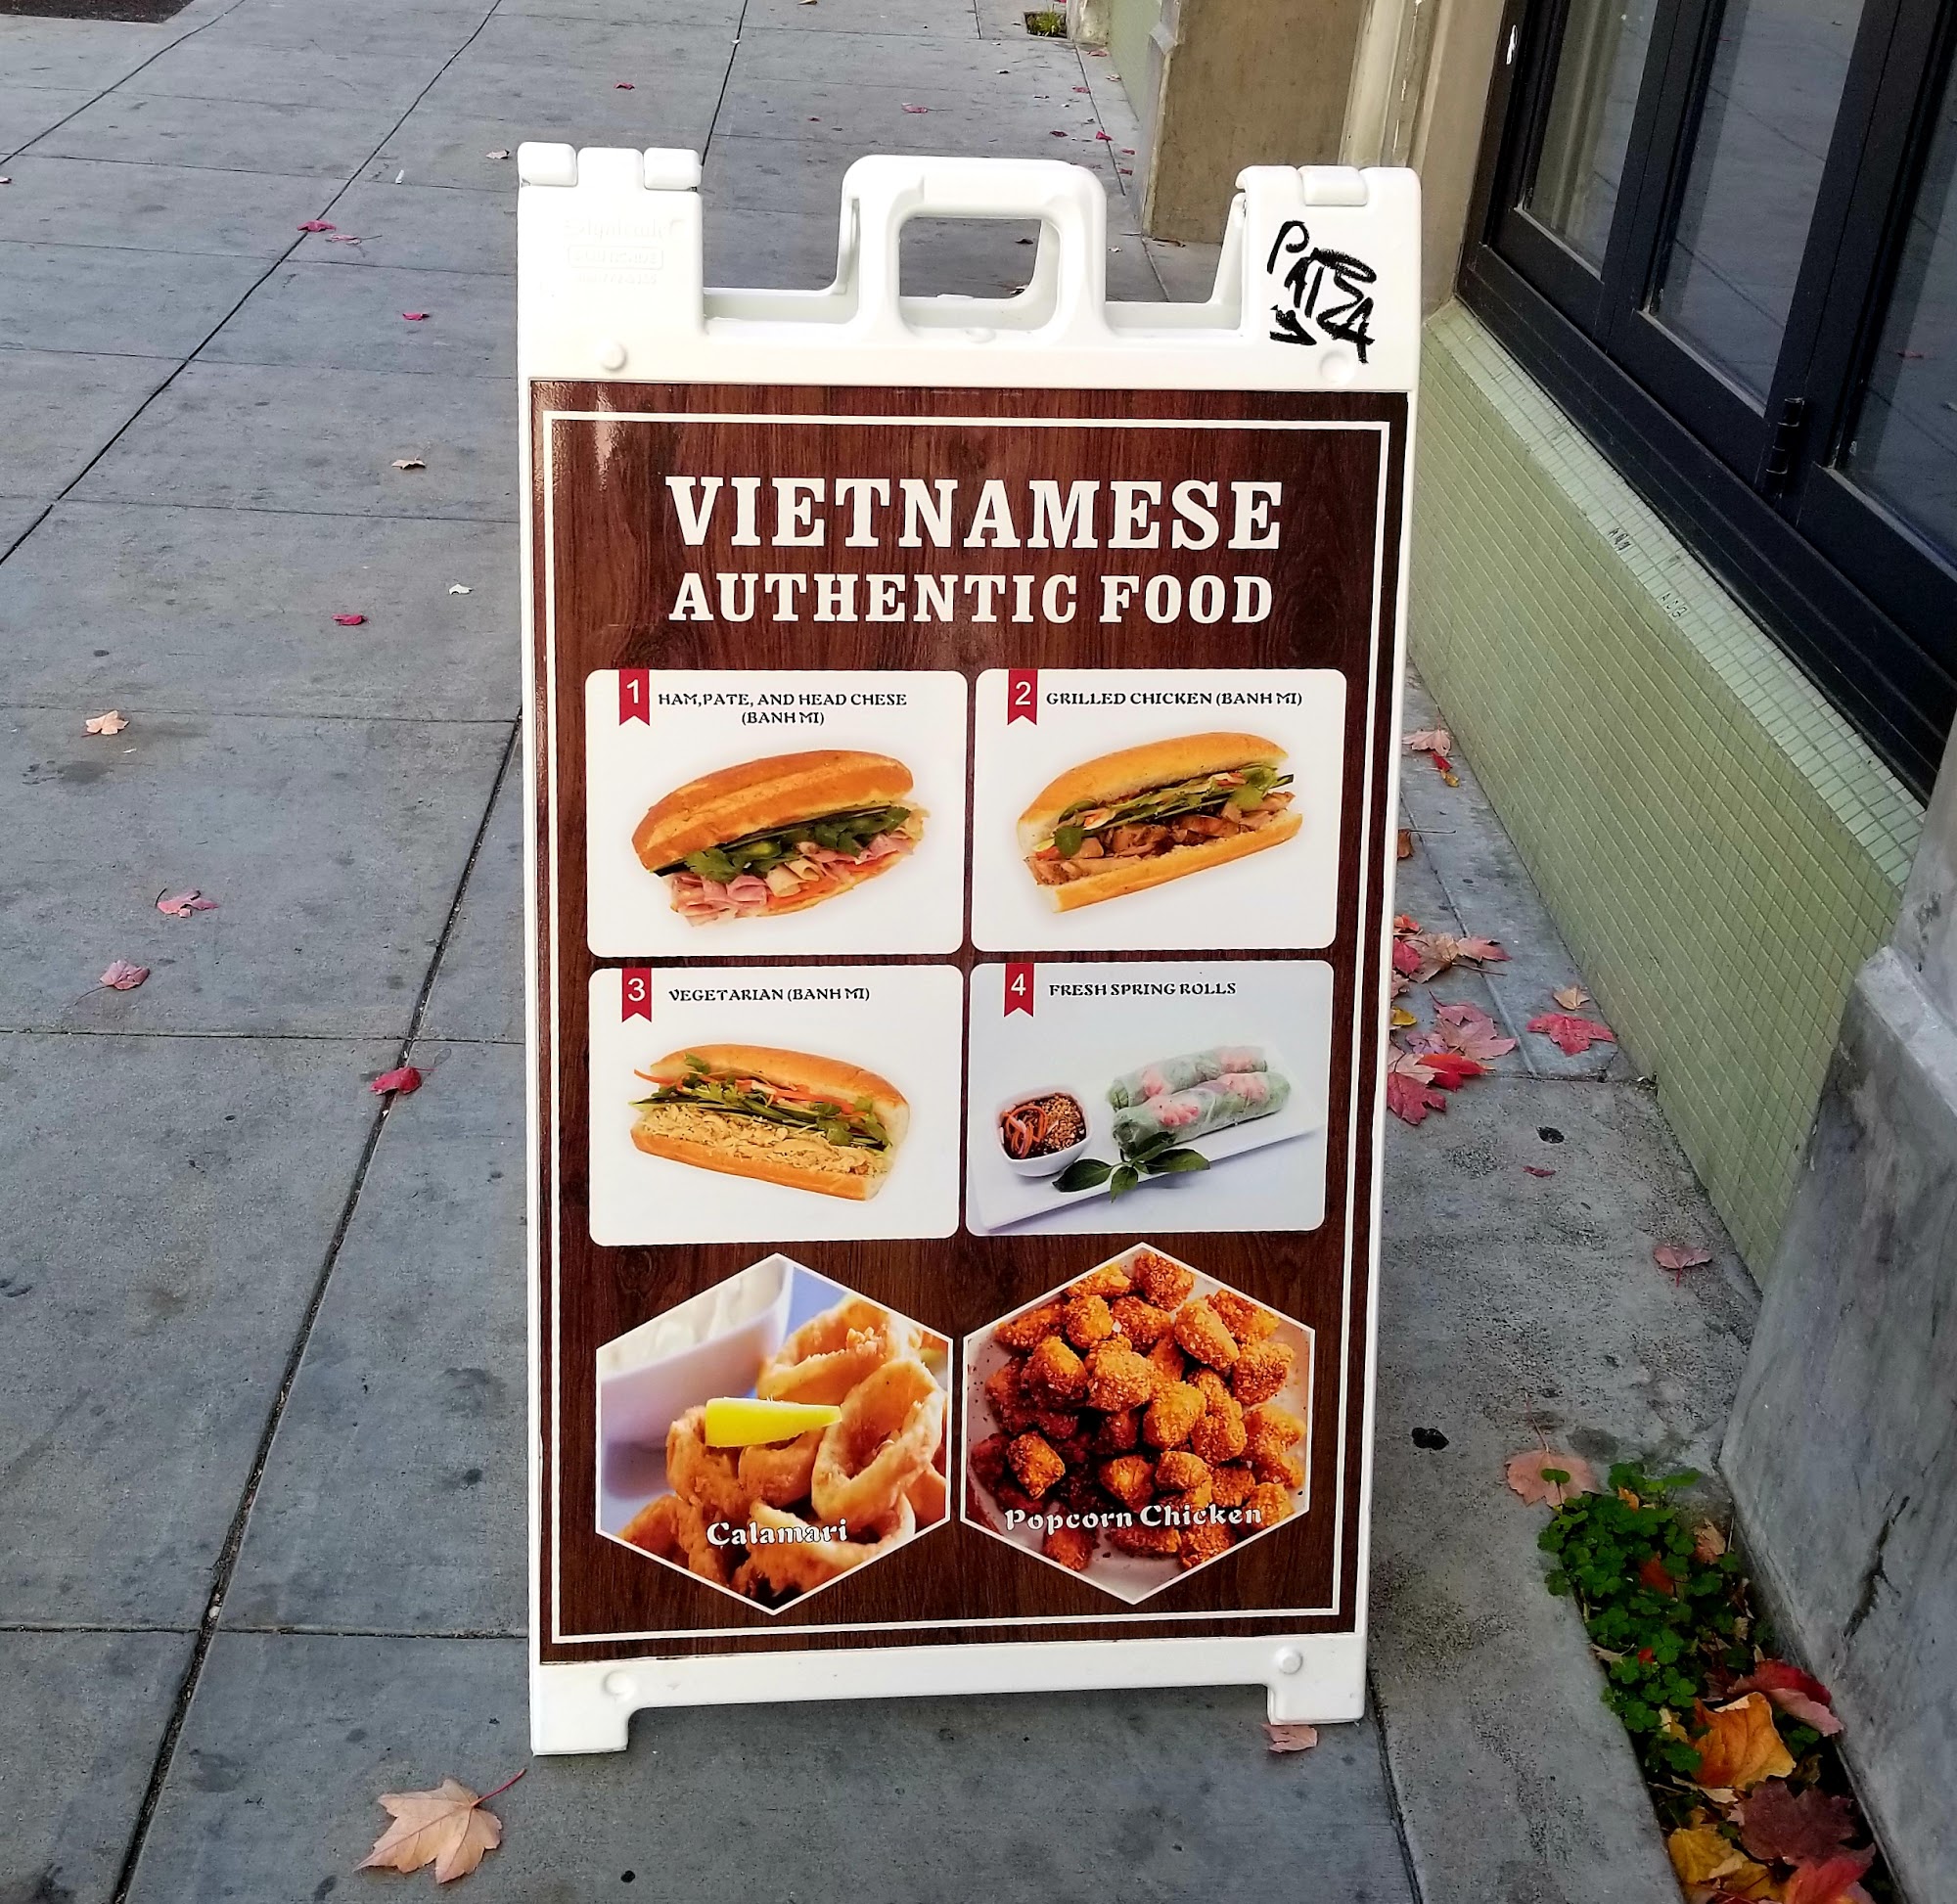 VIETNAMESE
AUTHENTIC FOOD
1 HAM, PATE, AND HEAD CHESE
(BANH MI)
2 GRILLED CHICKEN (BANH MI)
3 VEGETARIAN (BANH MI)
4 FRESH SPRING ROLLS
Calamari
Popcorn Chicken